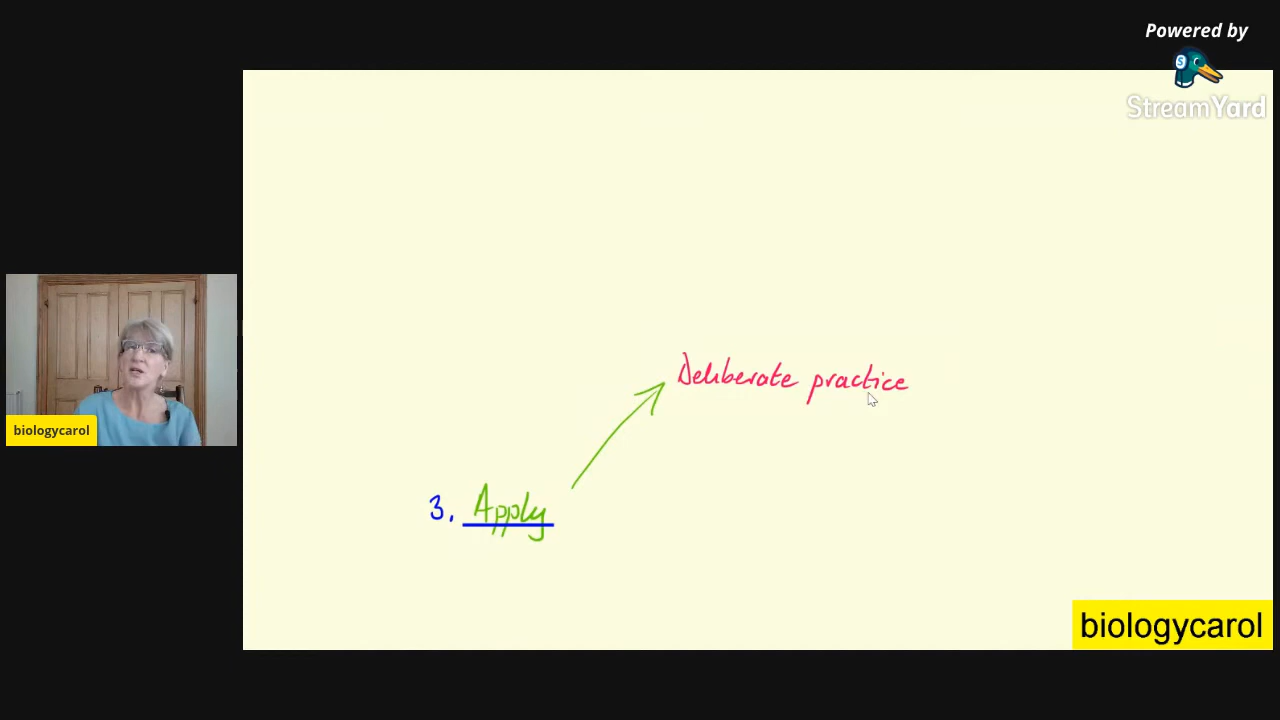 Powered by
StreamYard
Deliberate practice
3. Apply
biologycarol
biologycarol